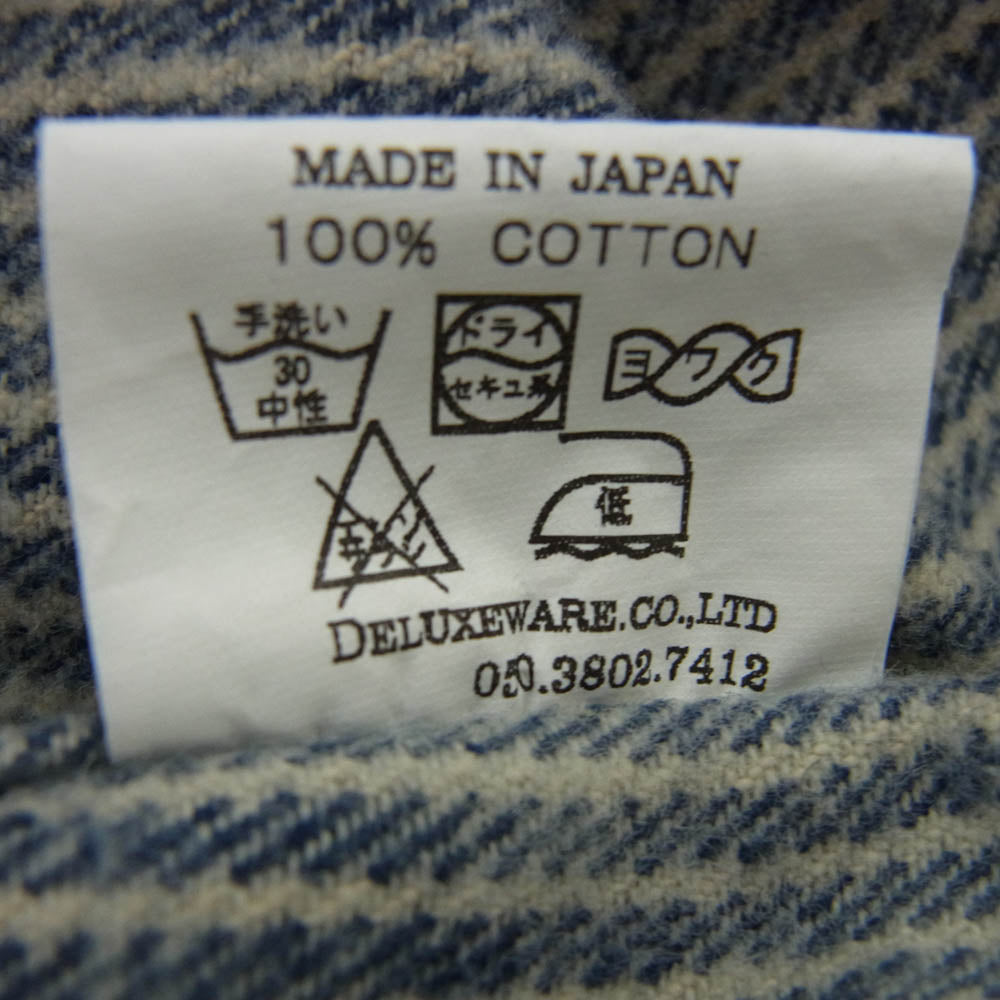 MADE IN JAPAN
100% COTTON
手洗い
30
中性
ドライ
セキユ系
ヨワク
低
DELUXEWARE.CO.,LTD
050.3802.7412